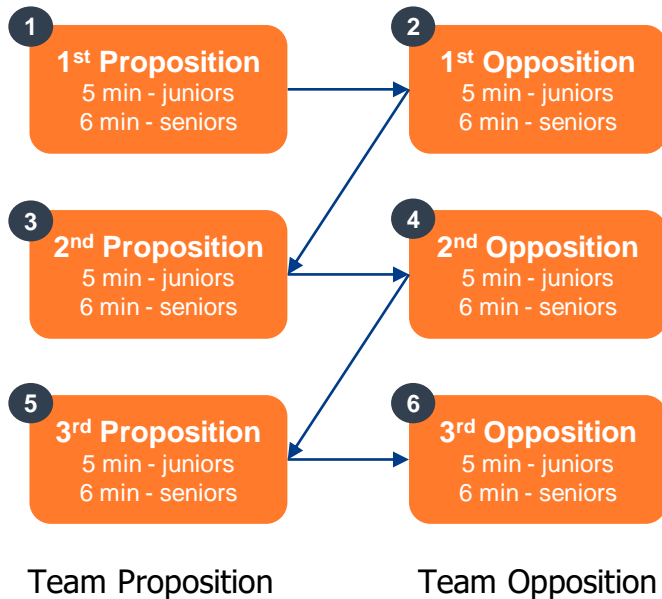 1
1st Proposition
5 min - juniors
6 min - seniors
2
1st Opposition
5 min - juniors
6 min - seniors
3
2nd Proposition
5 min - juniors
6 min - seniors
4
2nd Opposition
5 min - juniors
6 min - seniors
5
3rd Proposition
5 min - juniors
6 min - seniors
6
3rd Opposition
5 min - juniors
6 min - seniors
Team Proposition
Team Opposition